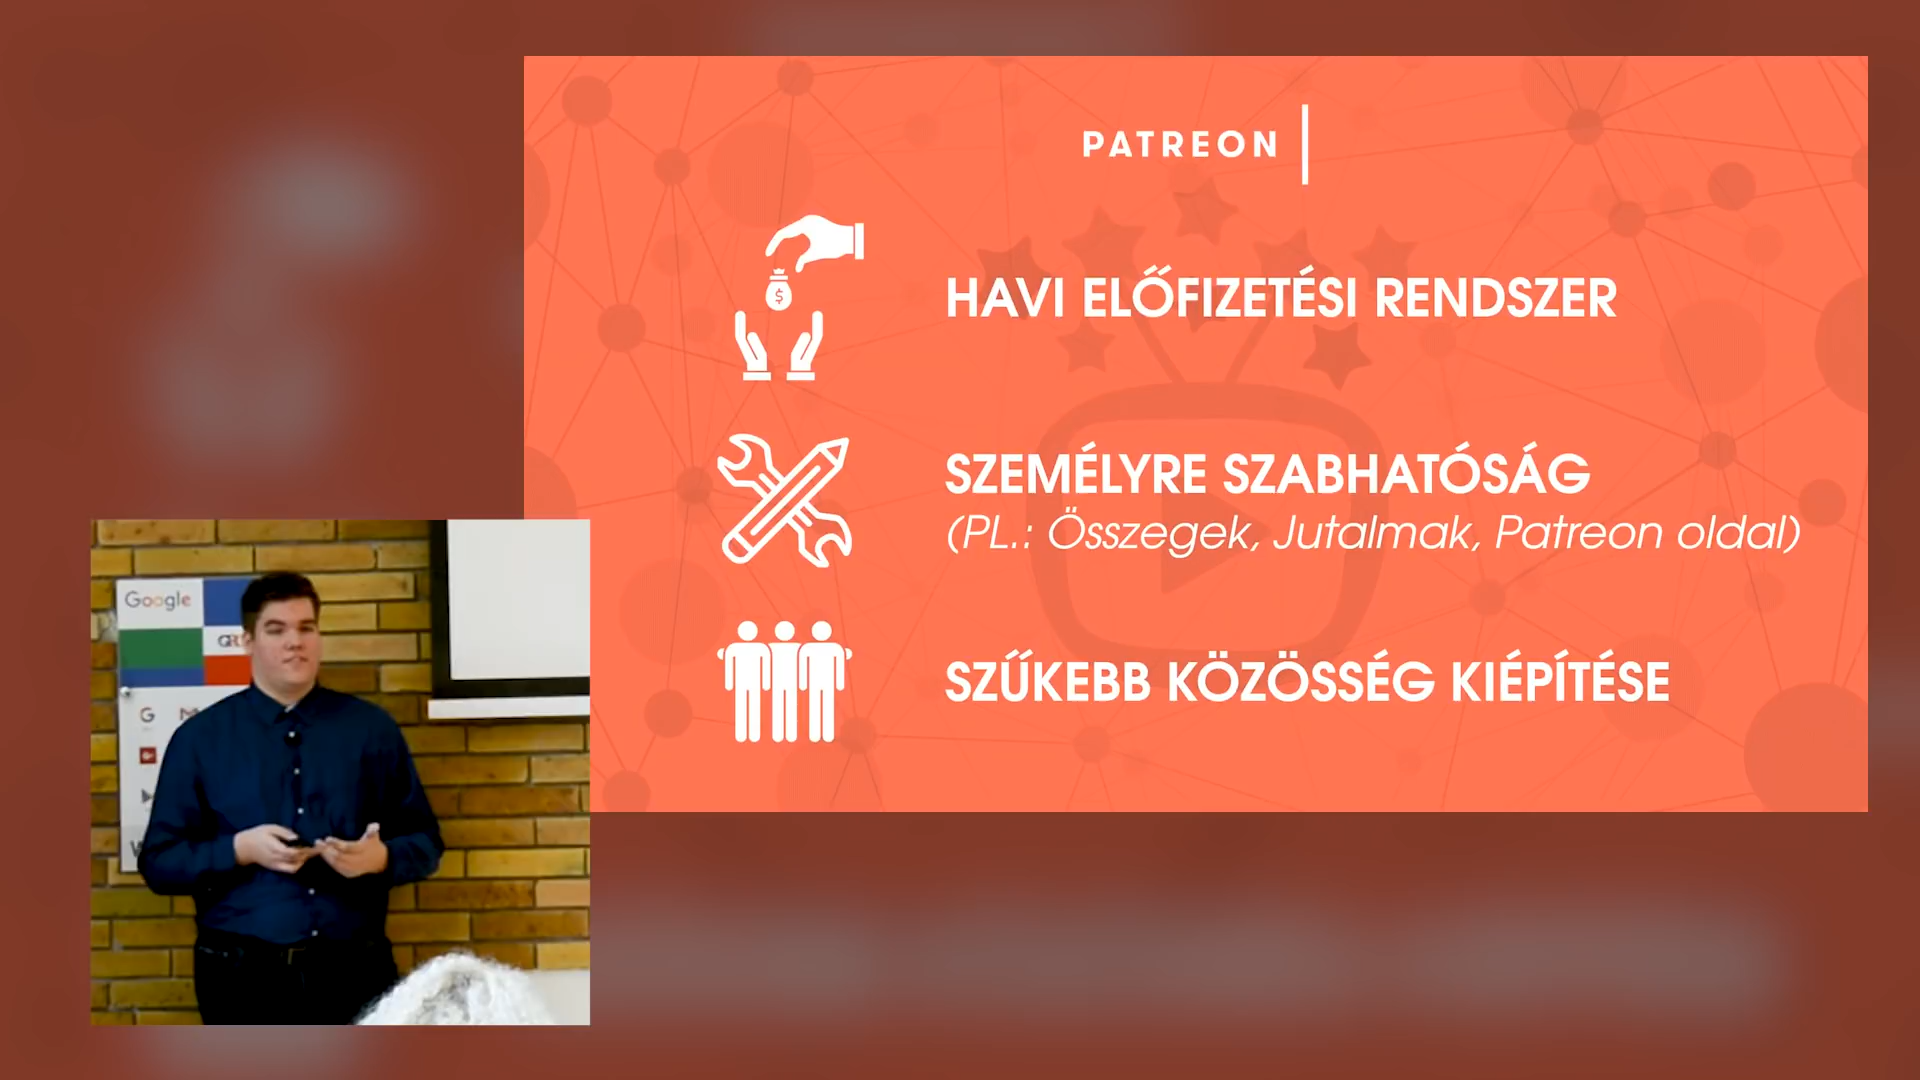 PATREON
HAVI ELŐFIZETÉSI RENDSZER
$
SZEMÉLYRE SZABHATÓSÁG
(PL.: Összegek, Jutalmak, Patreon oldal)
SZŰKEBB KÖZÖSSÉG KIÉPÍTÉSE
Google
G M